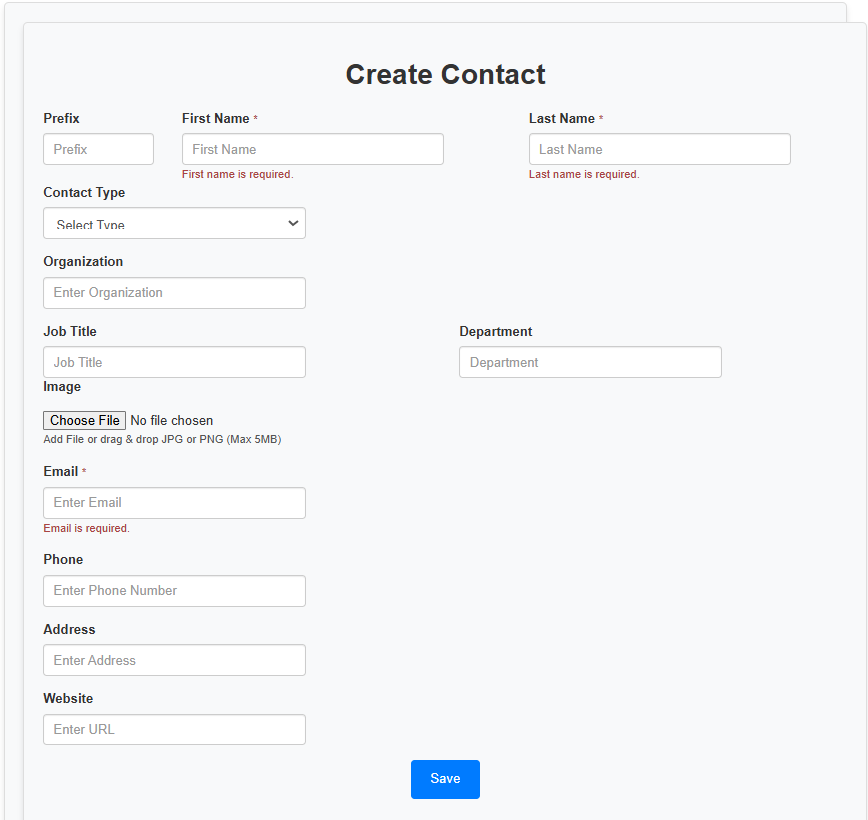 Create Contact
Prefix First Name * Last Name *
Prefix First Name Last Name
First name is required. Last name is required.
Contact Type
Select Type
Organization
Enter Organization
Job Title Department
Job Title Department
Image
Choose File No file chosen
Add File or drag & drop JPG or PNG (Max 5MB)
Email *
Enter Email
Email is required.
Phone
Enter Phone Number
Address
Enter Address
Website
Enter URL
Save